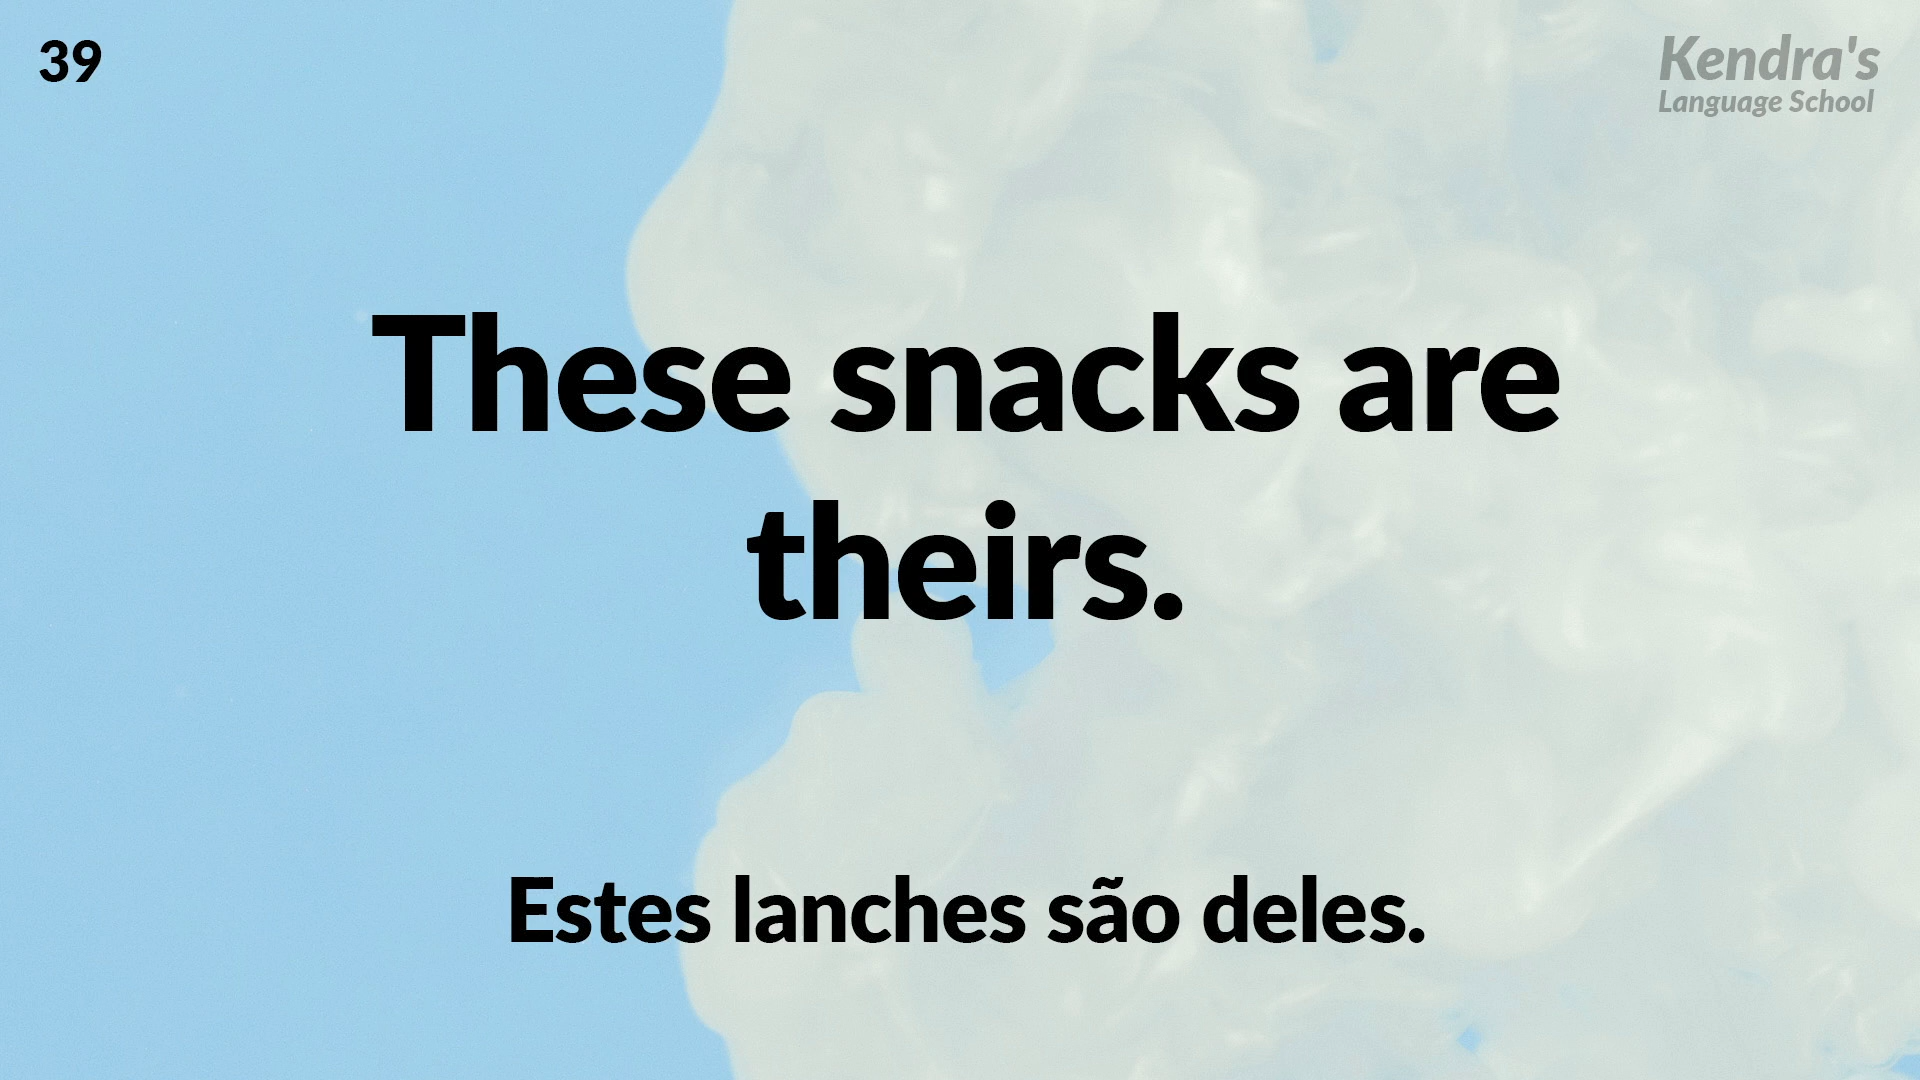 39
Kendra's
Language School
These snacks are
theirs.
Estes lanches são deles.